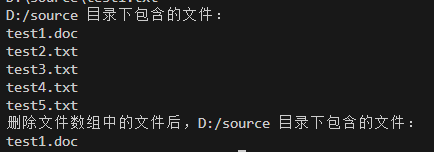 D:/source 目录下包含的文件：
test1.doc
test2.txt
test3.txt
test4.txt
test5.txt
删除文件数组中的文件后，D:/source 目录下包含的文件：
test1.doc